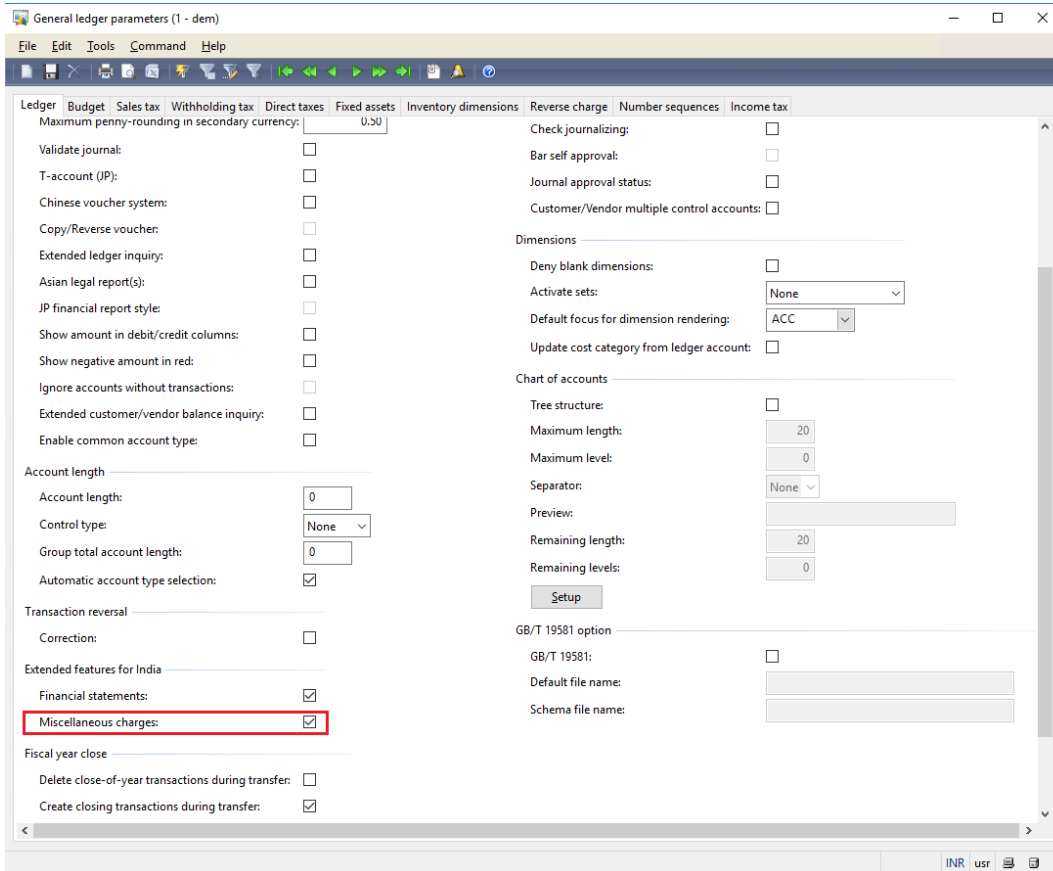 General ledger parameters (1 - dem)
File Edit Tools Command Help
Ledger Budget Sales tax Withholding tax Direct taxes Fixed assets Inventory dimensions Reverse charge Number sequences Income tax
Maximum penny-rounding in secondary currency: 0.50
Validate journal:
T-account (JP):
Chinese voucher system:
Copy/Reverse voucher:
Extended ledger inquiry:
Asian legal report(s):
JP financial report style:
Show amount in debit/credit columns:
Show negative amount in red:
Ignore accounts without transactions:
Extended customer/vendor balance inquiry:
Enable common account type:
Account length
Account length: 0
Control type: None
Group total account length: 0
Automatic account type selection:
Transaction reversal
Correction:
Extended features for India
Financial statements:
Miscellaneous charges:
Fiscal year close
Delete close-of-year transactions during transfer:
Create closing transactions during transfer:
Check journalizing:
Bar self approval:
Journal approval status:
Customer/Vendor multiple control accounts:
Dimensions
Deny blank dimensions:
Activate sets: None
Default focus for dimension rendering: ACC
Update cost category from ledger account:
Chart of accounts
Tree structure:
Maximum length: 20
Maximum level: 0
Separator: None
Preview:
Remaining length: 20
Remaining levels: 0
Setup
GB/T 19581 option
GB/T 19581:
Default file name:
Schema file name:
INR usr